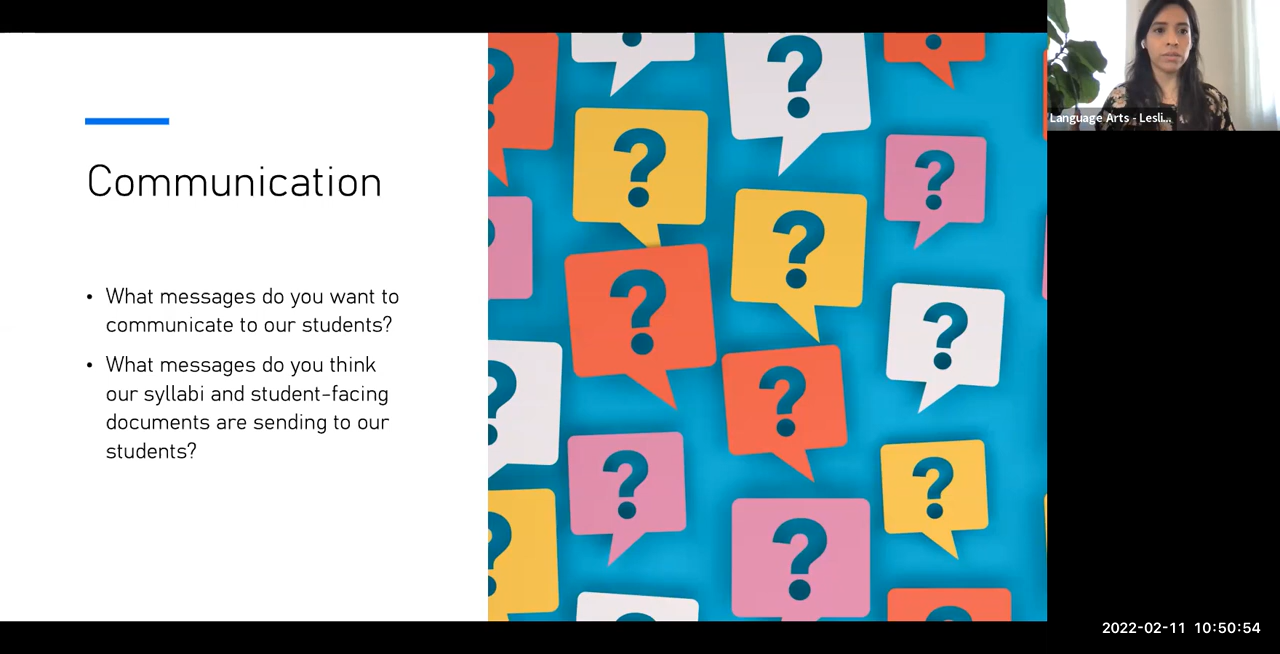 Communication
• What messages do you want to
communicate to our students?
• What messages do you think
our syllabi and student-facing
documents are sending to our
students?
? ? ? ? ? ? ? ? ? ? ? ? ? ?
Language Arts - Lesli...
2022-02-11 10:50:54